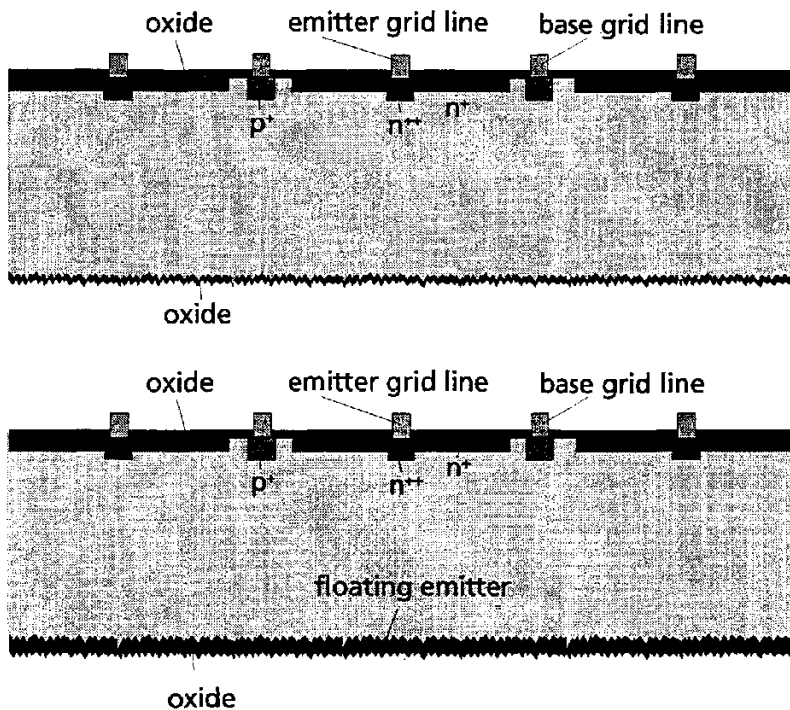 oxide emitter grid line base grid line
p⁺ n⁺⁺ n⁺
oxide
oxide emitter grid line base grid line
p⁺ n⁺⁺ n⁺
floating emitter
oxide